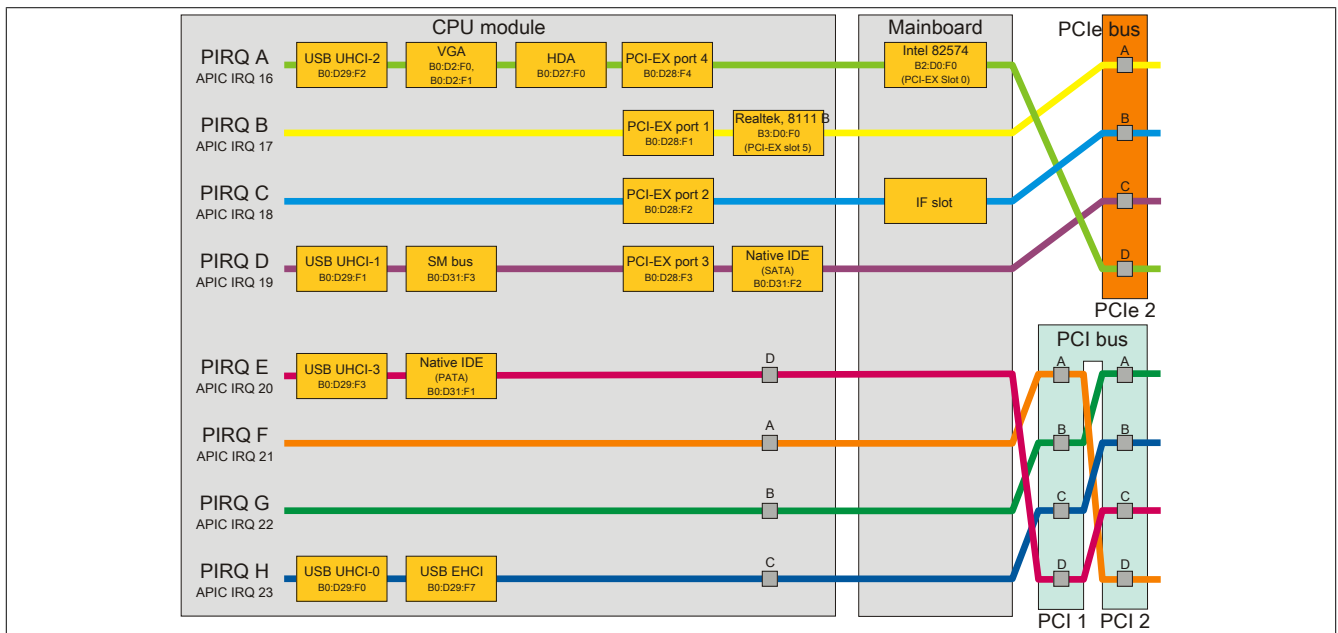 CPU module
Mainboard
PCIe bus
PIRQ A
APIC IRQ 16
USB UHCI-2
B0:D29:F2
VGA
B0:D2:F0,
B0:D2:F1
HDA
B0:D27:F0
PCI-EX port 4
B0:D28:F4
Intel 82574
B2:D0:F0
(PCI-EX Slot 0)
A
PIRQ B
APIC IRQ 17
PCI-EX port 1
B0:D28:F1
Realtek, 8111 B
B3:D0:F0
(PCI-EX slot 5)
B
PIRQ C
APIC IRQ 18
PCI-EX port 2
B0:D28:F2
IF slot
C
PIRQ D
APIC IRQ 19
USB UHCI-1
B0:D29:F1
SM bus
B0:D31:F3
PCI-EX port 3
B0:D28:F3
Native IDE
(SATA)
B0:D31:F2
D
PCIe 2
PCI bus
PIRQ E
APIC IRQ 20
USB UHCI-3
B0:D29:F3
Native IDE
(PATA)
B0:D31:F1
D
A
A
PIRQ F
APIC IRQ 21
A
B
B
PIRQ G
APIC IRQ 22
B
C
C
PIRQ H
APIC IRQ 23
USB UHCI-0
B0:D29:F0
USB EHCI
B0:D29:F7
C
D
D
PCI 1
PCI 2